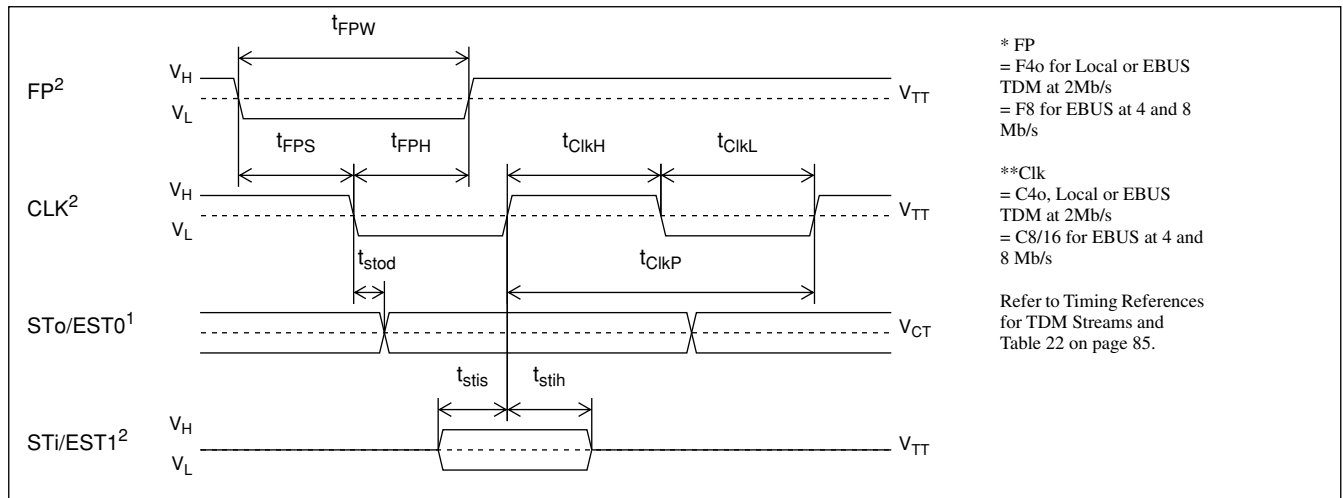 tFPW
* FP
= F4o for Local or EBUS
TDM at 2Mb/s
= F8 for EBUS at 4 and 8
Mb/s
VH
FP2
VL
VTT
tFPS
tFPH
tClkH
tClkL
**Clk
= C4o, Local or EBUS
TDM at 2Mb/s
= C8/16 for EBUS at 4 and
8 Mb/s
VH
CLK2
VL
VTT
tstod
tClkP
Refer to Timing References
for TDM Streams and
Table 22 on page 85.
STo/EST01
VCT
tstis
tstih
VH
STi/EST12
VL
VTT